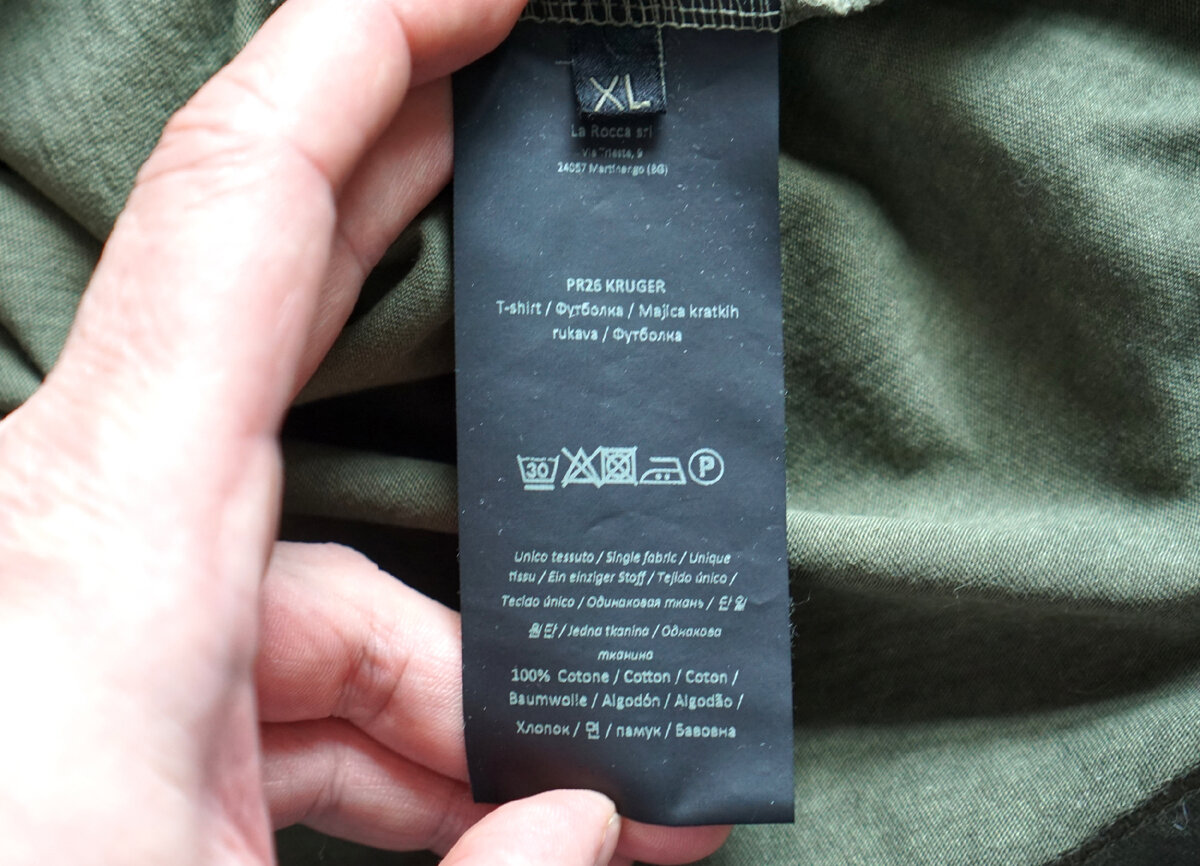 XL
La Rocca srl
Via Trieste, 9
24057 Martinengo (BG)
PR26 KRUGER
T-shirt / Футболка / Majica kratkih
rukava / Футболка
30
P
Unico tessuto / Single fabric / Unique
tissu / Ein einziger Stoff / Tejido único /
Tecido único / Одинаковая ткань / 단일
원단 / Jedna tkanina / Однакова
тканина
100% Cotone / Cotton / Coton /
Baumwolle / Algodón / Algodão /
Хлопок / 면 / памук / Бавовна